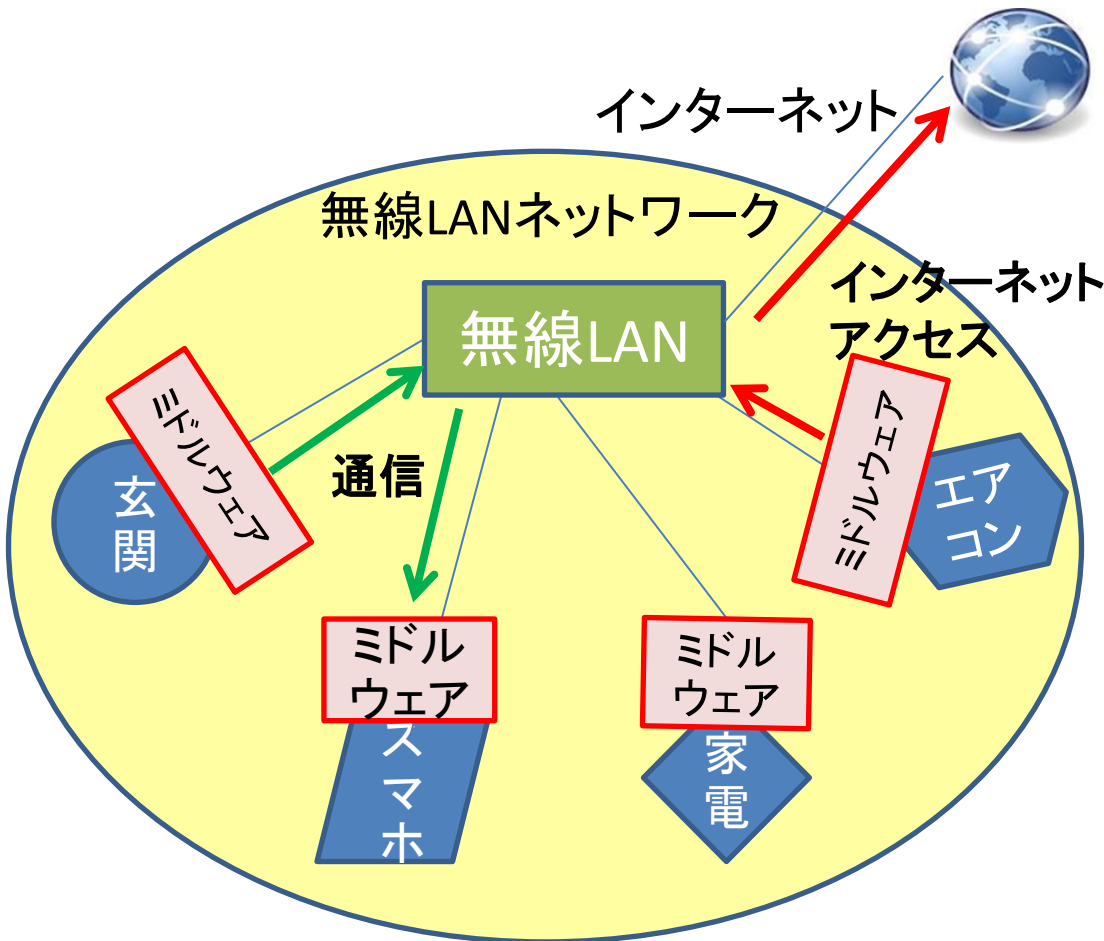 インターネット
無線LANネットワーク
インターネット
アクセス
無線LAN
ミドルウェア
玄
関
通信
ミドルウェア
エア
コン
ミドル
ウェア
ス
マ
ホ
ミドル
ウェア
家
電